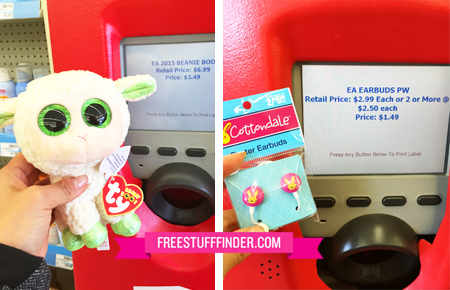 EA 2015 BEANIE BOO
Retail Price: $6.99
Price: $3.49
Press Any Button Below To Print Label
ty
EA EARBUDS PW
Retail Price: $2.99 Each or 2 or More @
$2.50 each
Price: $1.49
Press Any Button Below To Print Label
Cottondale
ter Earbuds
FREESTUFFFINDER.COM